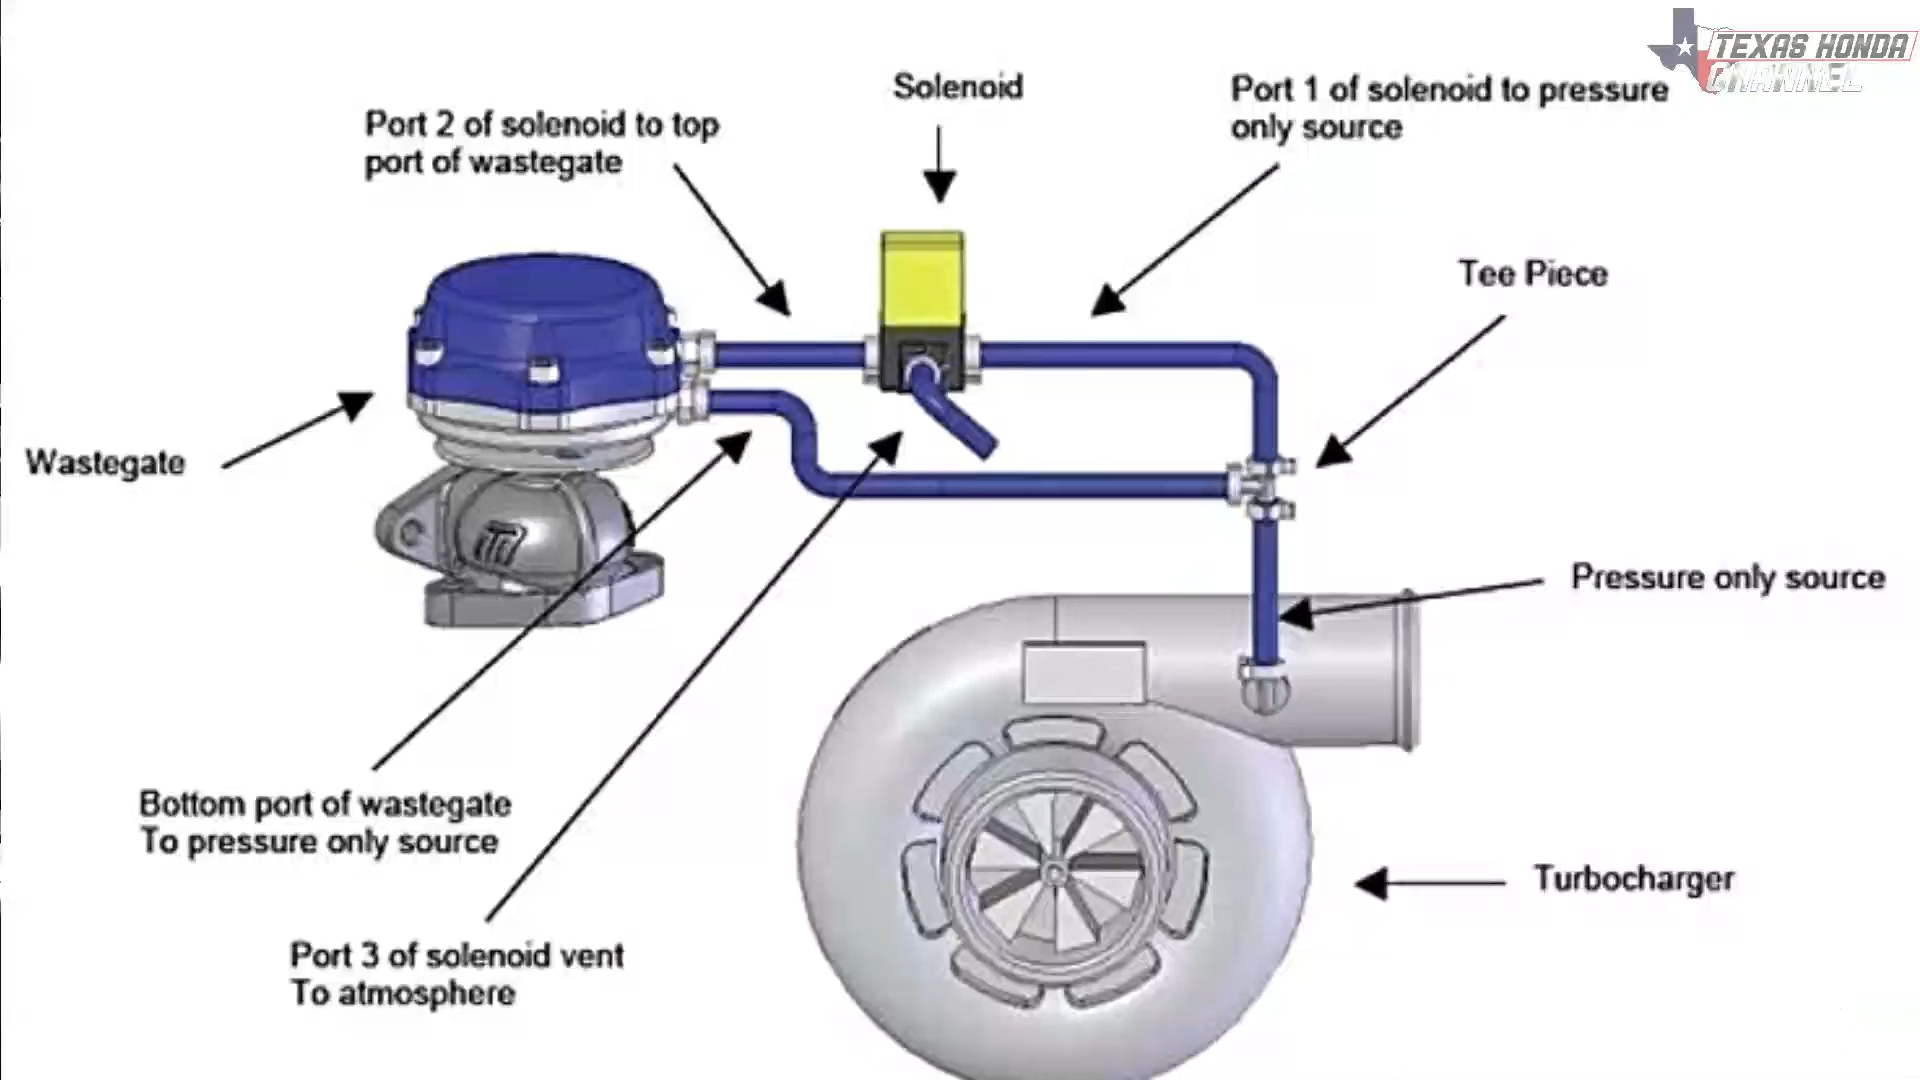 TEXAS HONDA
CHANNEL
Solenoid
Port 1 of solenoid to pressure
only source
Port 2 of solenoid to top
port of wastegate
Tee Piece
Wastegate
Pressure only source
Bottom port of wastegate
To pressure only source
Turbocharger
Port 3 of solenoid vent
To atmosphere